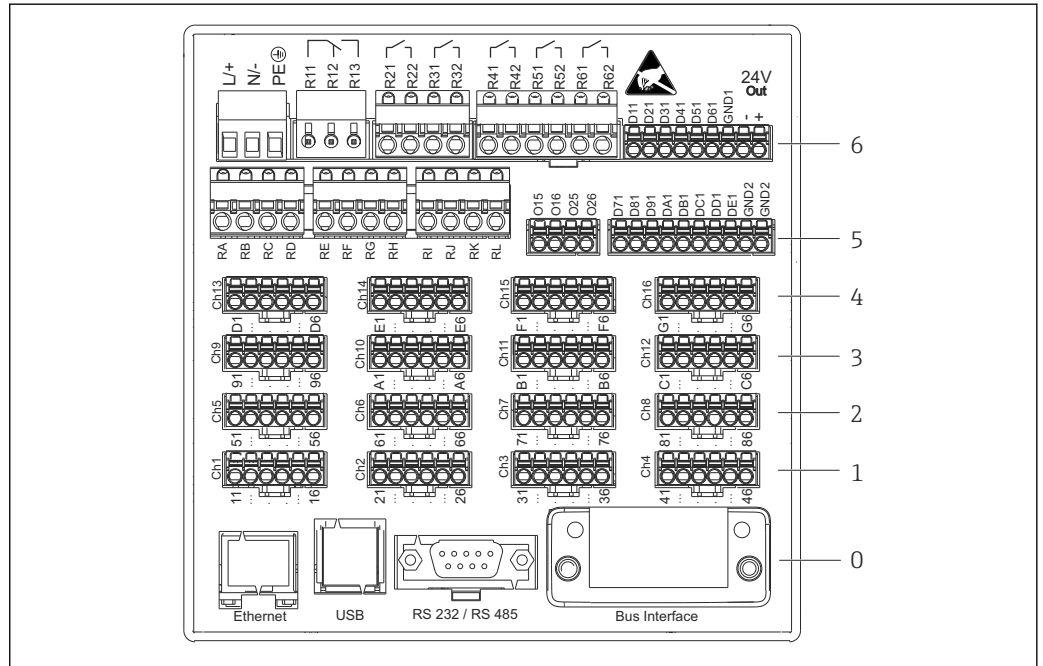 L/+ N/- PE R11 R12 R13 R21 R22 R31 R32 R41 R42 R51 R52 R61 R62 24V
Out
D11 D21 D31 D41 D51 D61 GND1 - +
6
O15 O16 O25 O26 D71 D81 D91 DA1 DB1 DC1 DD1 DE1 GND2 GND2
5
RA RB RC RD RE RF RG RH RI RJ RK RL
Ch13 Ch14 Ch15 Ch16 4
D1 ... ... ... ... D6 E1 ... ... ... ... E6 F1 ... ... ... ... F6 G1 ... ... ... ... G6
Ch9 Ch10 Ch11 Ch12 3
91 ... ... ... ... 96 A1 ... ... ... ... A6 B1 ... ... ... ... B6 C1 ... ... ... ... C6
Ch5 Ch6 Ch7 Ch8 2
51 ... ... ... ... 56 61 ... ... ... ... 66 71 ... ... ... ... 76 81 ... ... ... ... 86
Ch1 Ch2 Ch3 Ch4 1
11 ... ... ... ... 16 21 ... ... ... ... 26 31 ... ... ... ... 36 41 ... ... ... ... 46
0
Ethernet USB RS 232 / RS 485 Bus Interface